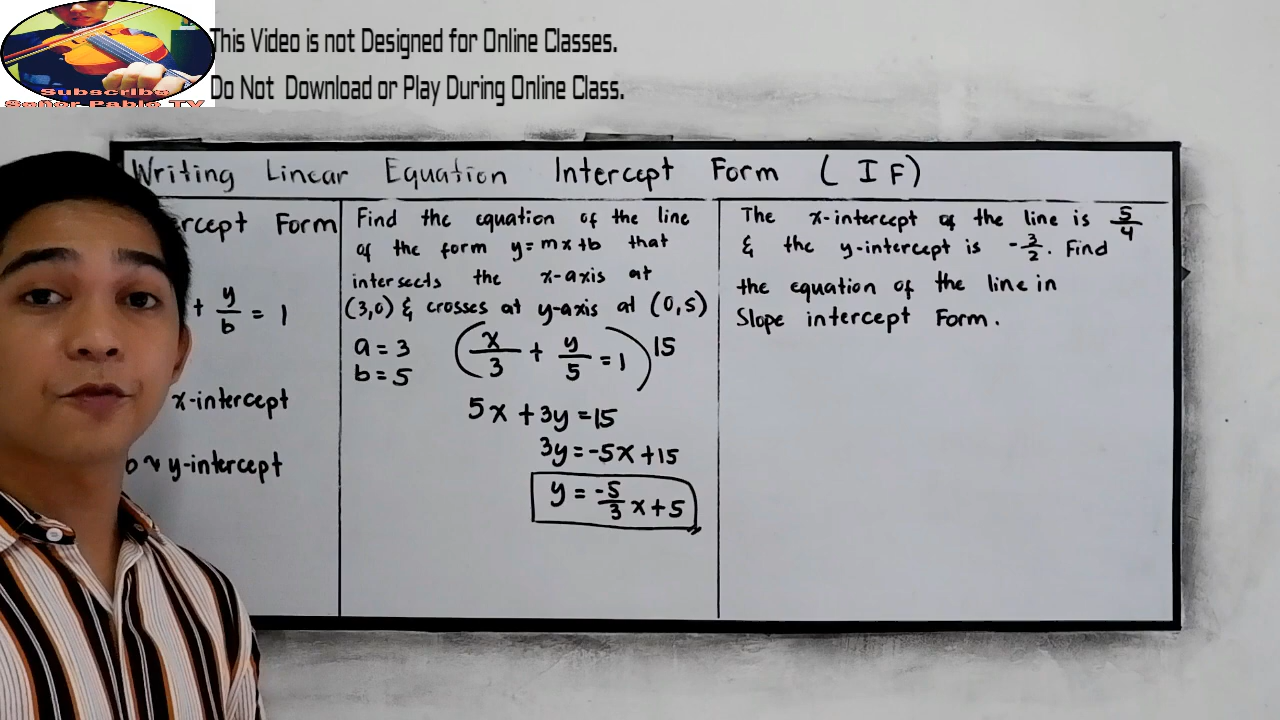 This Video is not Designed for Online Classes.
Do Not Download or Play During Online Class.
Subscribe
Señor Pablo TV
Writing Linear Equation Intercept Form ( I F )
Form
+ y/b = 1
x-intercept
y-intercept
Find the equation of the line
of the form y=mx+b that
intersects the x-axis at
(3,0) & crosses at y-axis at (0,5)
a=3
b=5
(x/3 + y/5 = 1) 15
5x +3y =15
3y = -5x +15
y = -5/3 x + 5
The x-intercept of the line is 5/4
& the y-intercept is -3/2. Find
the equation of the line in
Slope intercept Form.